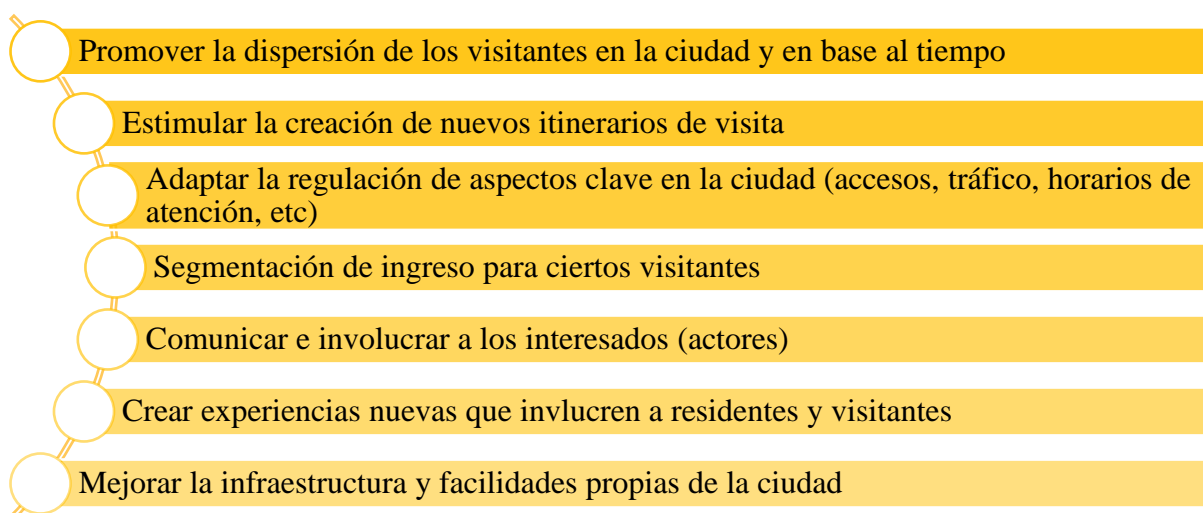 Promover la dispersión de los visitantes en la ciudad y en base al tiempo
Estimular la creación de nuevos itinerarios de visita
Adaptar la regulación de aspectos clave en la ciudad (accesos, tráfico, horarios de
atención, etc)
Segmentación de ingreso para ciertos visitantes
Comunicar e involucrar a los interesados (actores)
Crear experiencias nuevas que invlucren a residentes y visitantes
Mejorar la infraestructura y facilidades propias de la ciudad